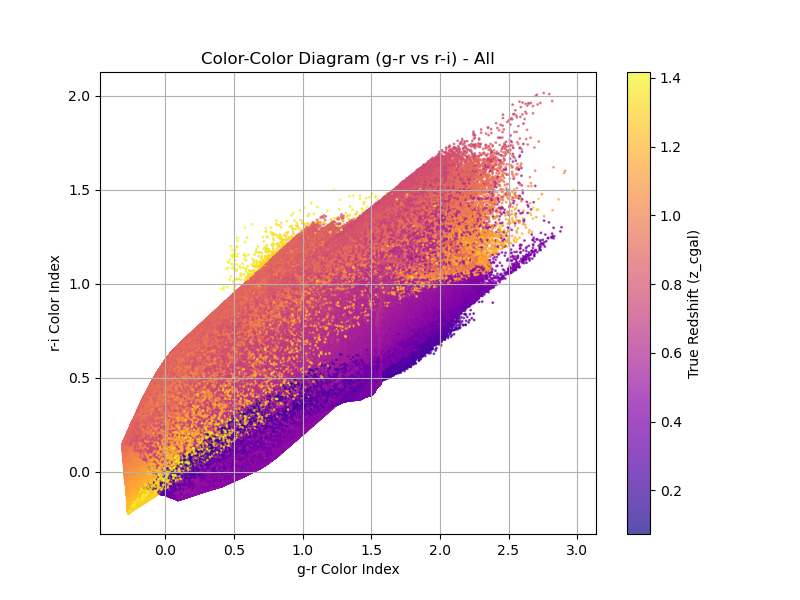 Color-Color Diagram (g-r vs r-i) - All
2.0
1.5
1.0
0.5
0.0
r-i Color Index
0.0 0.5 1.0 1.5 2.0 2.5 3.0
g-r Color Index
1.4
1.2
1.0
0.8
0.6
0.4
0.2
True Redshift (z_cgal)